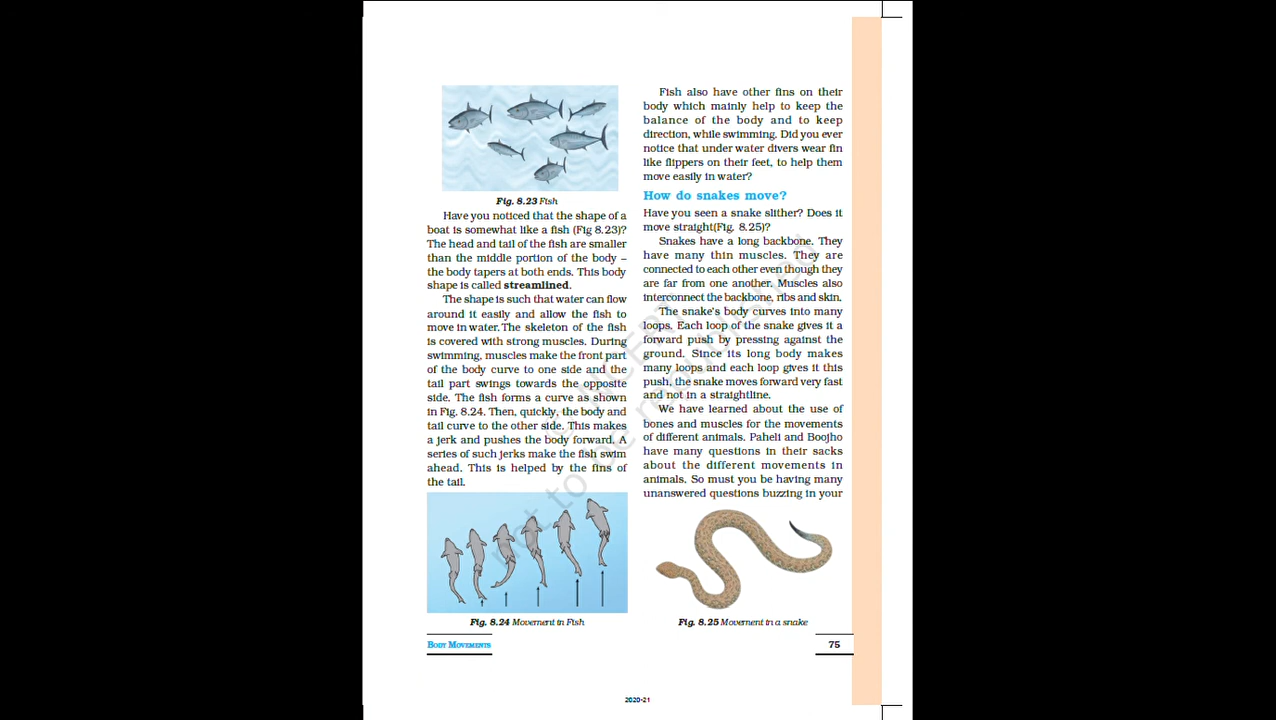 Fig. 8.23 Fish
Have you noticed that the shape of a
boat is somewhat like a fish (Fig 8.23)?
The head and tail of the fish are smaller
than the middle portion of the body –
the body tapers at both ends. This body
shape is called streamlined.
The shape is such that water can flow
around it easily and allow the fish to
move in water. The skeleton of the fish
is covered with strong muscles. During
swimming, muscles make the front part
of the body curve to one side and the
tail part swings towards the opposite
side. The fish forms a curve as shown
in Fig. 8.24. Then, quickly, the body and
tail curve to the other side. This makes
a jerk and pushes the body forward. A
series of such jerks make the fish swim
ahead. This is helped by the fins of
the tail.
Fig. 8.24 Movement in Fish
Fish also have other fins on their
body which mainly help to keep the
balance of the body and to keep
direction, while swimming. Did you ever
notice that under water divers wear fin
like flippers on their feet, to help them
move easily in water?
How do snakes move?
Have you seen a snake slither? Does it
move straight(Fig. 8.25)?
Snakes have a long backbone. They
have many thin muscles. They are
connected to each other even though they
are far from one another. Muscles also
interconnect the backbone, ribs and skin.
The snake's body curves into many
loops. Each loop of the snake gives it a
forward push by pressing against the
ground. Since its long body makes
many loops and each loop gives it this
push, the snake moves forward very fast
and not in a straightline.
We have learned about the use of
bones and muscles for the movements
of different animals. Paheli and Boojho
have many questions in their sacks
about the different movements in
animals. So must you be having many
unanswered questions buzzing in your
Fig. 8.25 Movement in a snake
BODY MOVEMENTS
75
2020-21
not to be republished